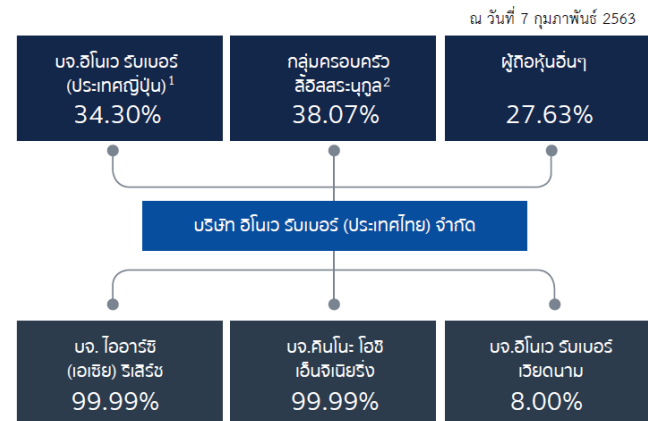 ณ วันที่ 7 กุมภาพันธ์ 2563
บจ.อีโนเว รับเบอร์
(ประเทศญี่ปุ่น)1
34.30%
กลุ่มครอบครัว
ลี้อิสสระนุกูล2
38.07%
ผู้ถือหุ้นอื่นๆ
27.63%
บริษัท อีโนเว รับเบอร์ (ประเทศไทย) จำกัด
บจ. ไออาร์ซี
(เอเซีย) รีเสิร์ช
99.99%
บจ.คินโนะ โฮชิ
เอ็นจิเนียริ่ง
99.99%
บจ.อีโนเว รับเบอร์
เวียดนาม
8.00%